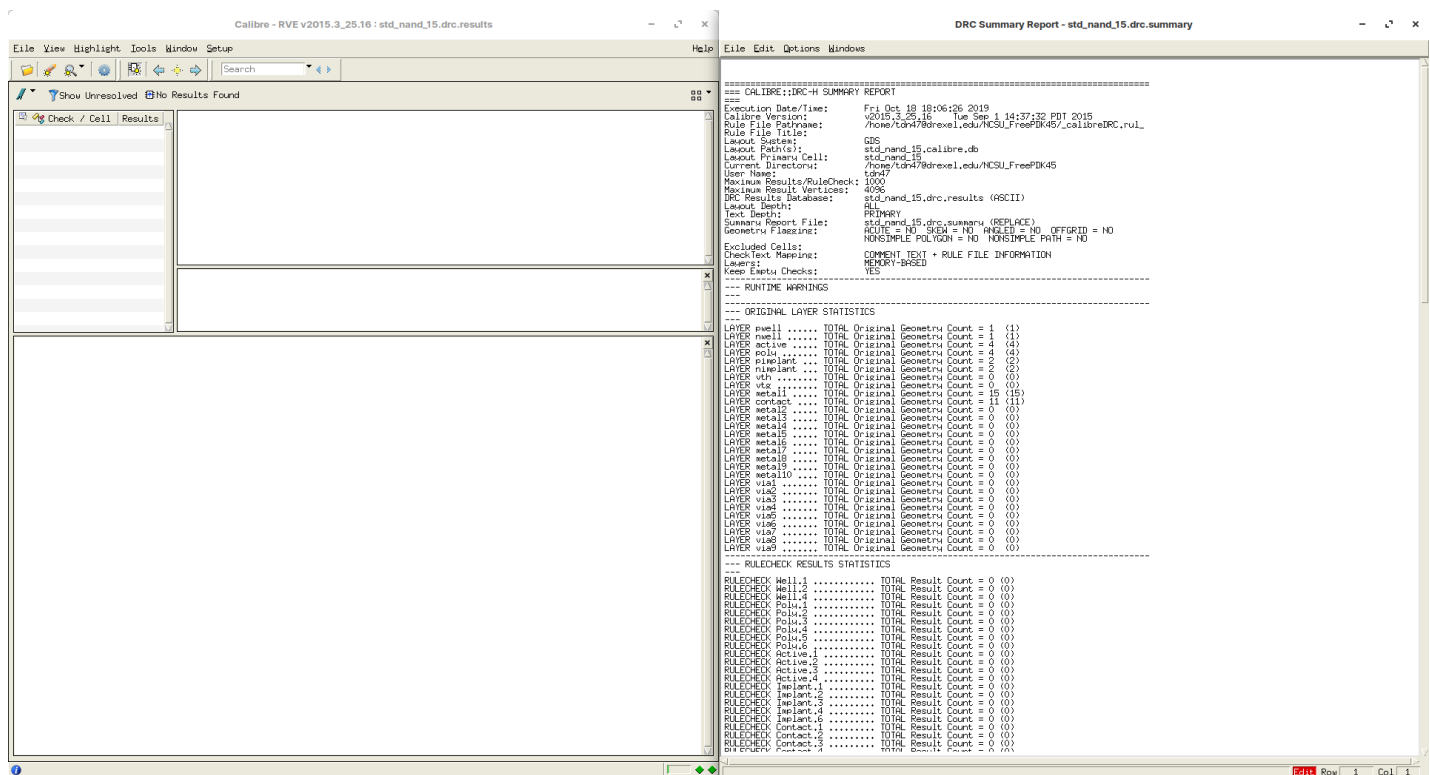 Calibre - RVE v2015.3_25.16 : std_nand_15.drc.results
File View Highlight Tools Window Setup Help
Search
Show Unresolved No Results Found
Check / Cell Results
DRC Summary Report - std_nand_15.drc.summary
File Edit Options Windows
==================================================================================
=== CALIBRE::DRC-H SUMMARY REPORT
===
Execution Date/Time: Fri Oct 18 18:06:26 2019
Calibre Version: v2015.3_25.16 Tue Sep 1 14:37:32 PDT 2015
Rule File Pathname: /home/tdn47@drexel.edu/NCSU_FreePDK45/_calibreDRC.rul_
Rule File Title:
Layout System: GDS
Layout Path(s): std_nand_15.calibre.db
Layout Primary Cell: std_nand_15
Current Directory: /home/tdn47@drexel.edu/NCSU_FreePDK45
User Name: tdn47
Maximum Results/RuleCheck: 1000
Maximum Result Vertices: 4096
DRC Results Database: std_nand_15.drc.results (ASCII)
Layout Depth: ALL
Text Depth: PRIMARY
Summary Report File: std_nand_15.drc.summary (REPLACE)
Geometry Flagging: ACUTE = NO SKEW = NO ANGLED = NO OFFGRID = NO
NONSIMPLE POLYGON = NO NONSIMPLE PATH = NO
Excluded Cells:
CheckText Mapping: COMMENT TEXT + RULE FILE INFORMATION
Layers: MEMORY-BASED
Keep Empty Checks: YES
----------------------------------------------------------------------------------
--- RUNTIME WARNINGS
---
----------------------------------------------------------------------------------
--- ORIGINAL LAYER STATISTICS
---
LAYER pwell ...... TOTAL Original Geometry Count = 1 (1)
LAYER nwell ...... TOTAL Original Geometry Count = 1 (1)
LAYER active ..... TOTAL Original Geometry Count = 4 (4)
LAYER poly ....... TOTAL Original Geometry Count = 4 (4)
LAYER pimplant ... TOTAL Original Geometry Count = 2 (2)
LAYER nimplant ... TOTAL Original Geometry Count = 2 (2)
LAYER vth ........ TOTAL Original Geometry Count = 0 (0)
LAYER vtg ........ TOTAL Original Geometry Count = 0 (0)
LAYER metal1 ..... TOTAL Original Geometry Count = 15 (15)
LAYER contact .... TOTAL Original Geometry Count = 11 (11)
LAYER metal2 ..... TOTAL Original Geometry Count = 0 (0)
LAYER metal3 ..... TOTAL Original Geometry Count = 0 (0)
LAYER metal4 ..... TOTAL Original Geometry Count = 0 (0)
LAYER metal5 ..... TOTAL Original Geometry Count = 0 (0)
LAYER metal6 ..... TOTAL Original Geometry Count = 0 (0)
LAYER metal7 ..... TOTAL Original Geometry Count = 0 (0)
LAYER metal8 ..... TOTAL Original Geometry Count = 0 (0)
LAYER metal9 ..... TOTAL Original Geometry Count = 0 (0)
LAYER metal10 .... TOTAL Original Geometry Count = 0 (0)
LAYER via1 ....... TOTAL Original Geometry Count = 0 (0)
LAYER via2 ....... TOTAL Original Geometry Count = 0 (0)
LAYER via3 ....... TOTAL Original Geometry Count = 0 (0)
LAYER via4 ....... TOTAL Original Geometry Count = 0 (0)
LAYER via5 ....... TOTAL Original Geometry Count = 0 (0)
LAYER via6 ....... TOTAL Original Geometry Count = 0 (0)
LAYER via7 ....... TOTAL Original Geometry Count = 0 (0)
LAYER via8 ....... TOTAL Original Geometry Count = 0 (0)
LAYER via9 ....... TOTAL Original Geometry Count = 0 (0)
----------------------------------------------------------------------------------
--- RULECHECK RESULTS STATISTICS
---
RULECHECK Well.1 ............ TOTAL Result Count = 0 (0)
RULECHECK Well.2 ............ TOTAL Result Count = 0 (0)
RULECHECK Well.4 ............ TOTAL Result Count = 0 (0)
RULECHECK Poly.1 ............ TOTAL Result Count = 0 (0)
RULECHECK Poly.2 ............ TOTAL Result Count = 0 (0)
RULECHECK Poly.3 ............ TOTAL Result Count = 0 (0)
RULECHECK Poly.4 ............ TOTAL Result Count = 0 (0)
RULECHECK Poly.5 ............ TOTAL Result Count = 0 (0)
RULECHECK Poly.6 ............ TOTAL Result Count = 0 (0)
RULECHECK Active.1 .......... TOTAL Result Count = 0 (0)
RULECHECK Active.2 .......... TOTAL Result Count = 0 (0)
RULECHECK Active.3 .......... TOTAL Result Count = 0 (0)
RULECHECK Active.4 .......... TOTAL Result Count = 0 (0)
RULECHECK Implant.1 ......... TOTAL Result Count = 0 (0)
RULECHECK Implant.2 ......... TOTAL Result Count = 0 (0)
RULECHECK Implant.3 ......... TOTAL Result Count = 0 (0)
RULECHECK Implant.4 ......... TOTAL Result Count = 0 (0)
RULECHECK Implant.6 ......... TOTAL Result Count = 0 (0)
RULECHECK Contact.1 ......... TOTAL Result Count = 0 (0)
RULECHECK Contact.2 ......... TOTAL Result Count = 0 (0)
RULECHECK Contact.3 ......... TOTAL Result Count = 0 (0)
Edit Row 1 Col 1